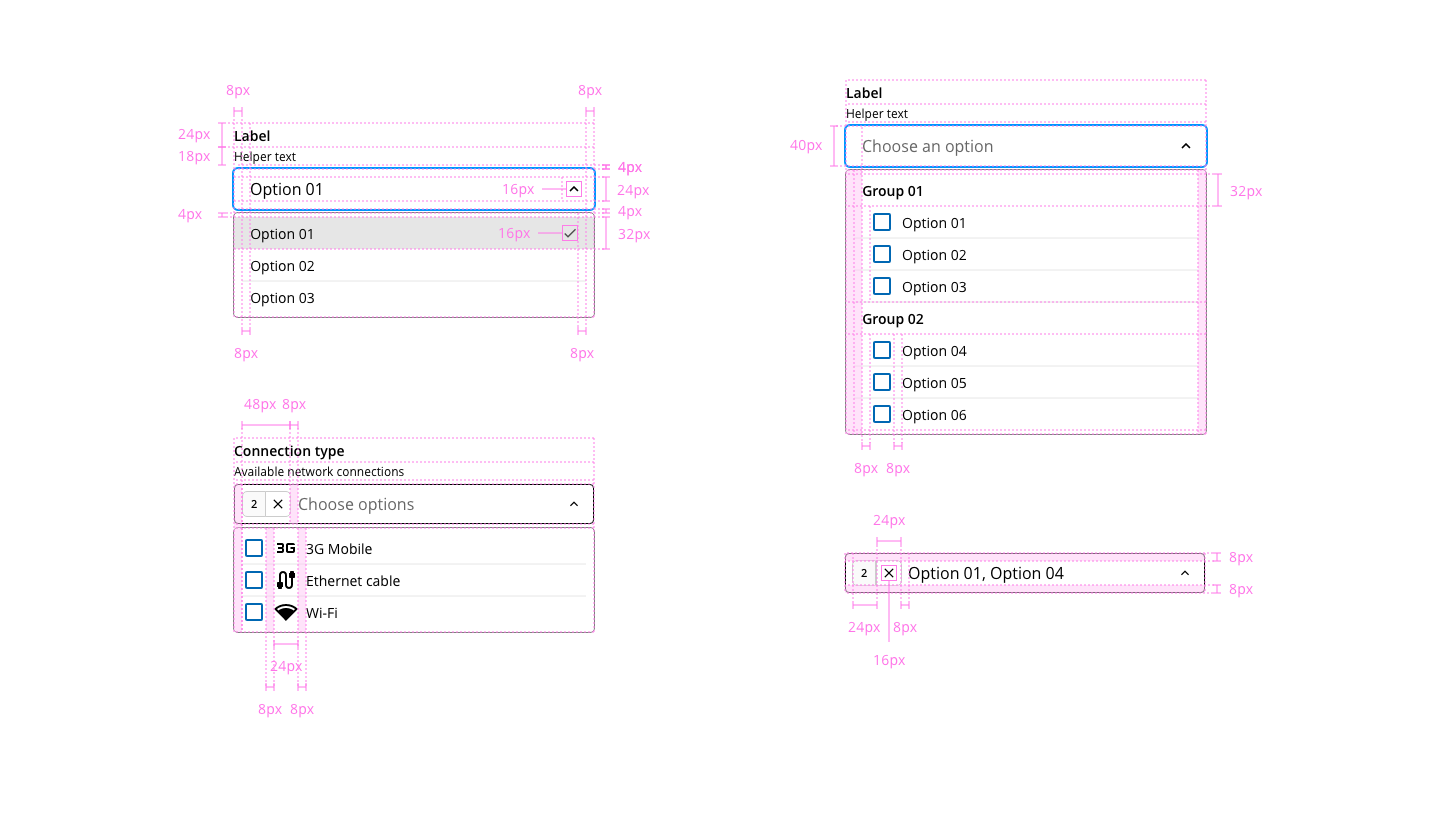 8px 8px
24px
Label
18px
Helper text
4px
Option 01
16px
24px
4px
4px
Option 01
16px
32px
Option 02
Option 03
8px 8px
Label
Helper text
40px
Choose an option
Group 01
32px
Option 01
Option 02
Option 03
Group 02
Option 04
Option 05
Option 06
8px 8px
48px 8px
Connection type
Available network connections
2
Choose options
3G 3G Mobile
Ethernet cable
Wi-Fi
24px
8px 8px
24px
2
Option 01, Option 04
8px
8px
24px 8px
16px